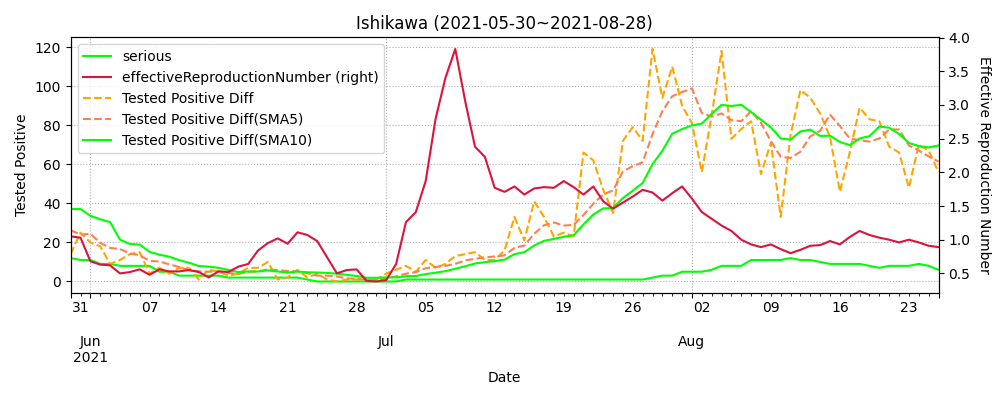 Ishikawa (2021-05-30~2021-08-28)
serious
effectiveReproductionNumber (right)
Tested Positive Diff
Tested Positive Diff(SMA5)
Tested Positive Diff(SMA10)
Tested Positive
120
100
80
60
40
20
0
4.0
3.5
3.0
2.5
2.0
1.5
1.0
0.5
Effective Reproduction Number
31 07 14 21 28 05 12 19 26 02 09 16 23
Jun Jul Aug
2021
Date